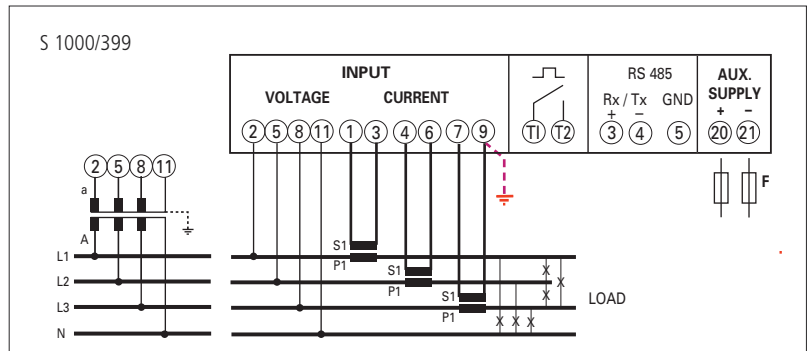 S 1000/399
INPUT
VOLTAGE CURRENT
RS 485
Rx / Tx GND
+ −
AUX.
SUPPLY
+ −
2 5 8 11 1 3 4 6 7 9 T1 T2 3 4 5 20 21
2 5 8 11
a
F
A
S1
L1
P1
S1
L2
P1
S1
L3
LOAD
P1
N